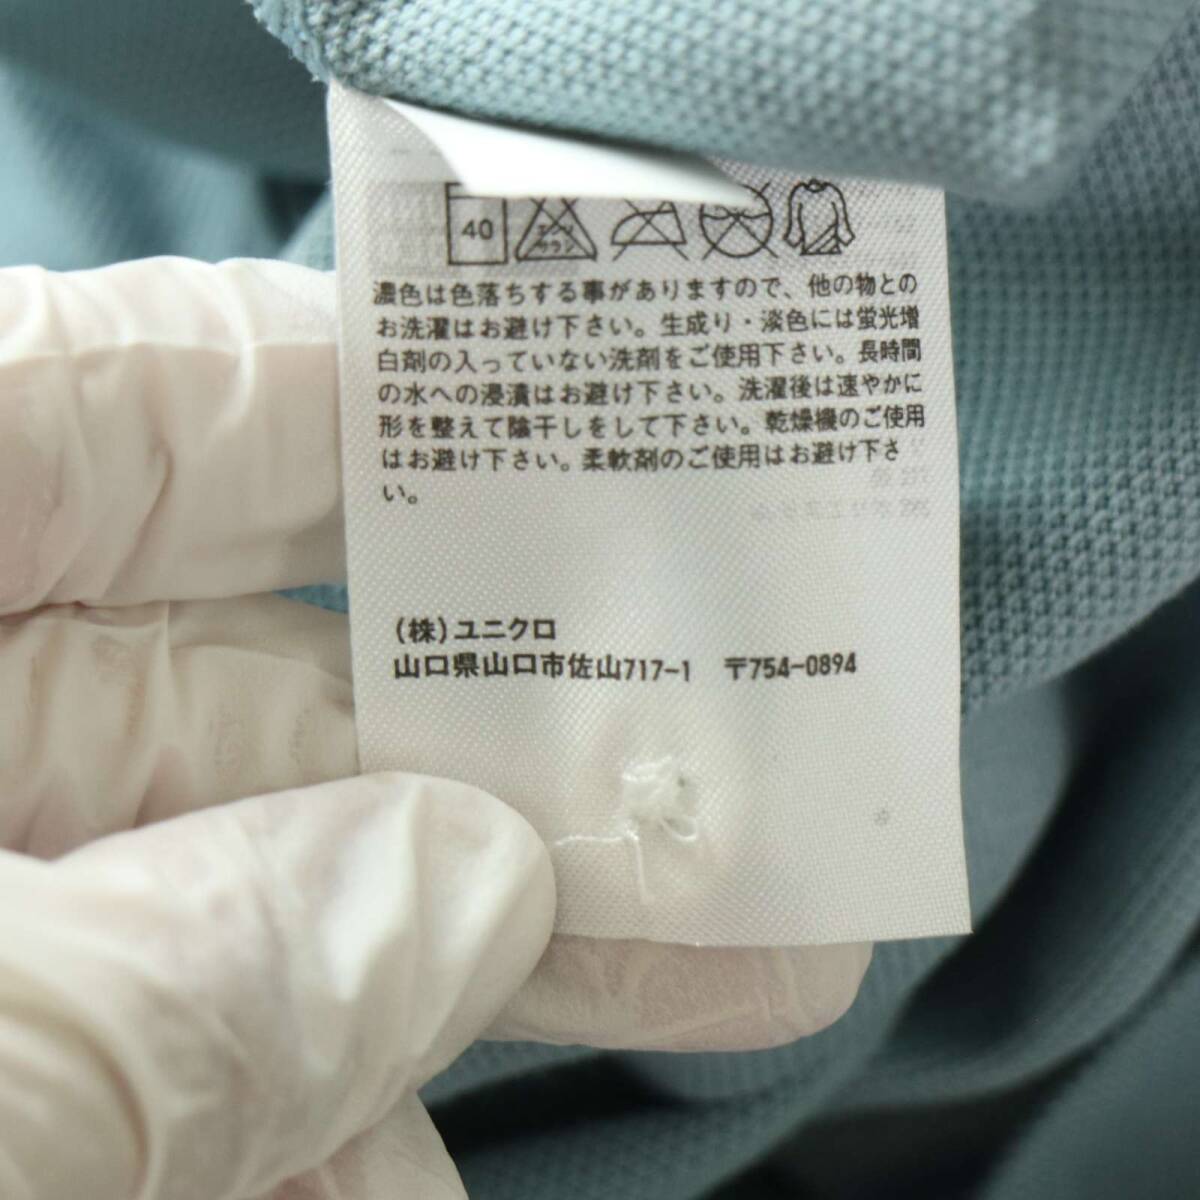 40
エンソ
サラシ
濃色は色落ちする事がありますので、他の物との
お洗濯はお避け下さい。生成り・淡色には蛍光増
白剤の入っていない洗剤をご使用下さい。長時間
の水への浸漬はお避け下さい。洗濯後は速やかに
形を整えて陰干しをして下さい。乾燥機のご使用
はお避け下さい。柔軟剤のご使用はお避け下さ
い。
(株)ユニクロ
山口県山口市佐山717-1 〒754-0894